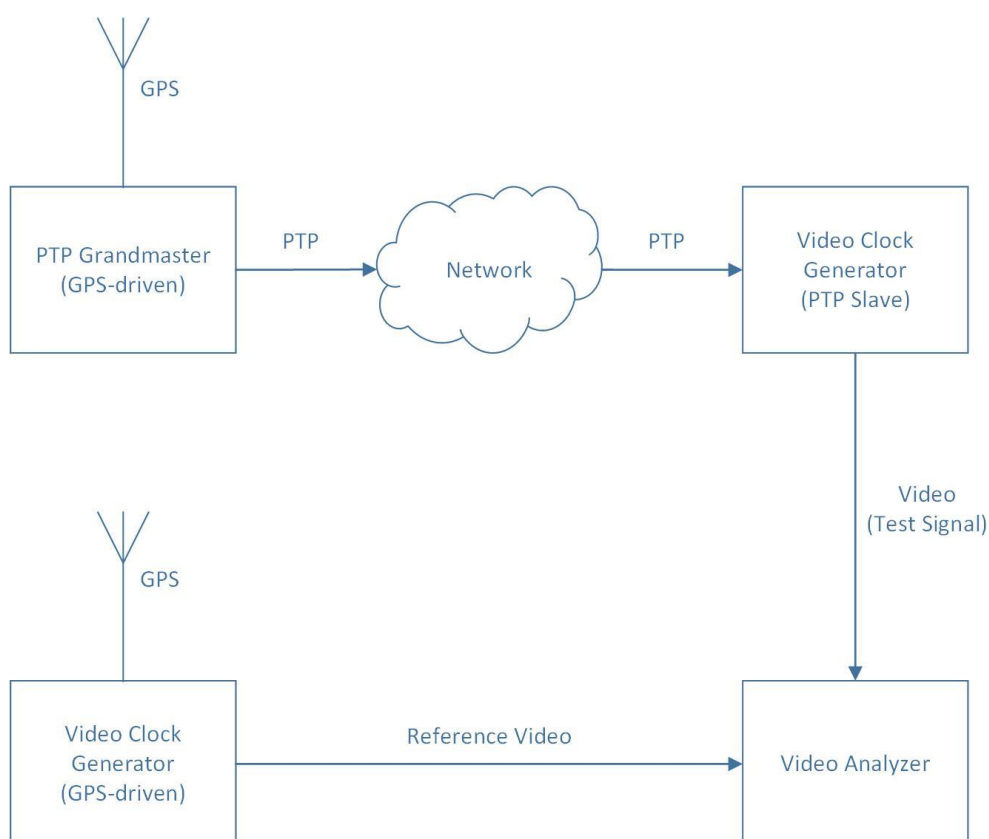 GPS
PTP Grandmaster
(GPS-driven)
PTP
Network
PTP
Video Clock
Generator
(PTP Slave)
Video
(Test Signal)
GPS
Video Clock
Generator
(GPS-driven)
Reference Video
Video Analyzer